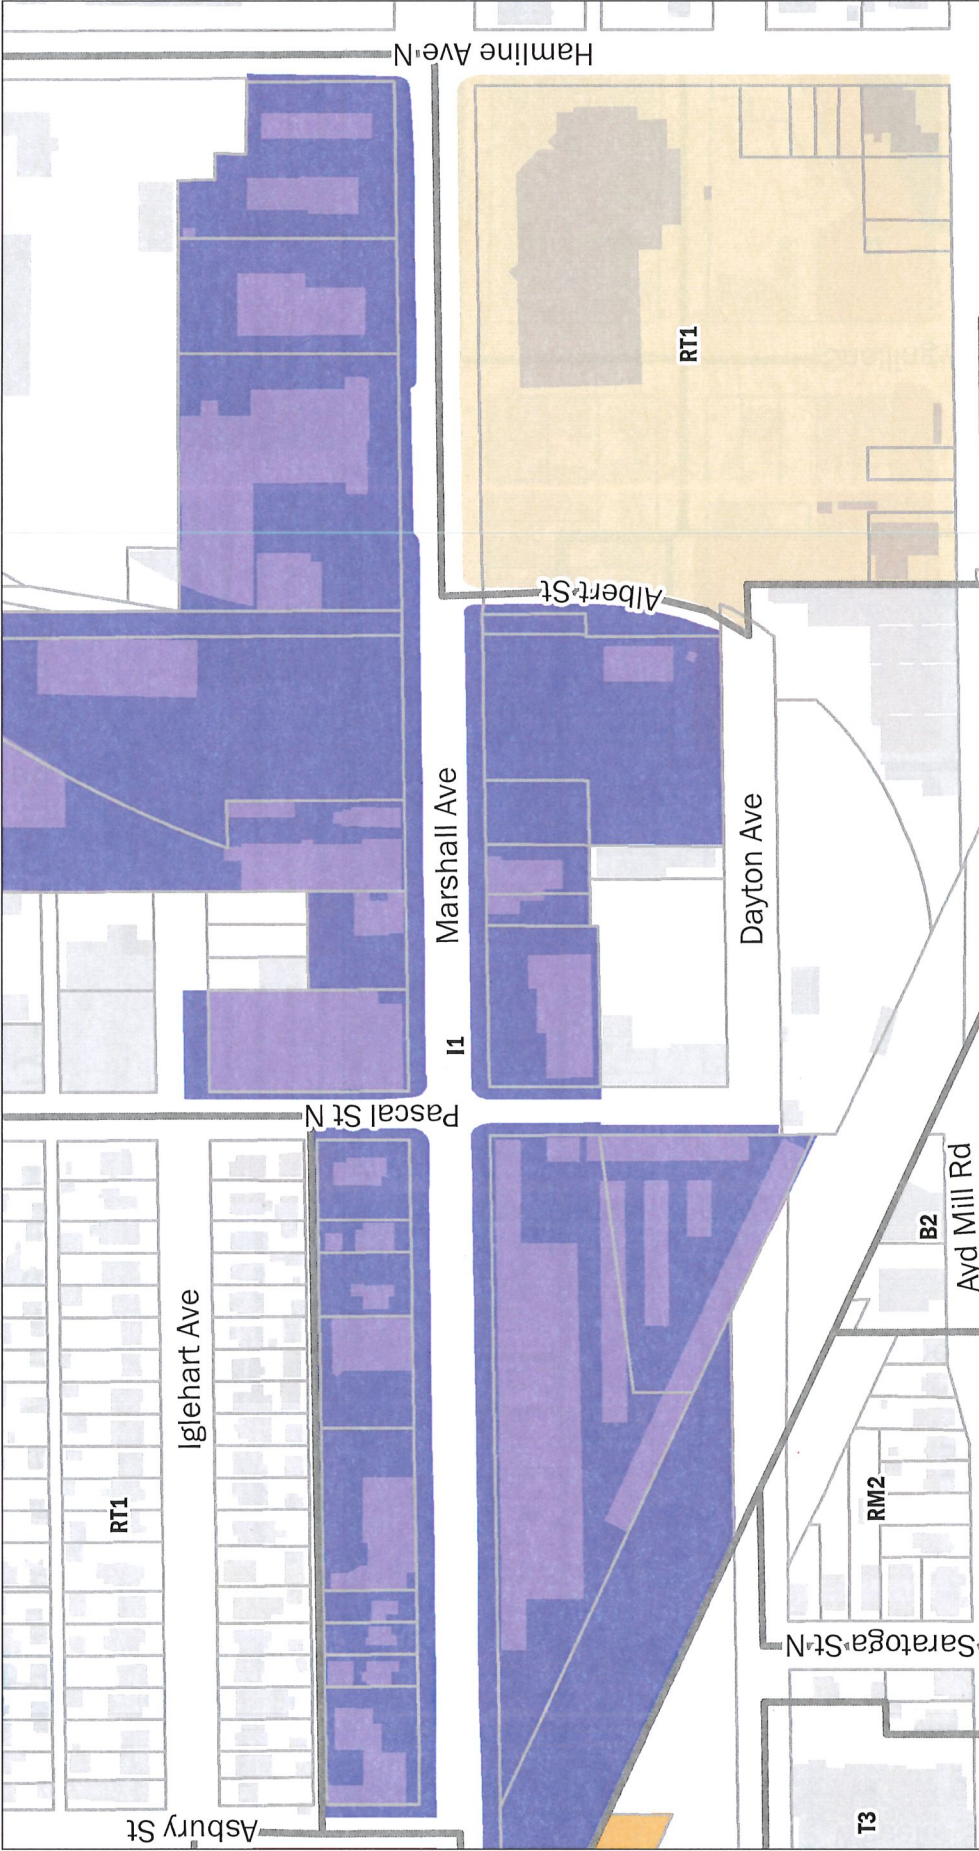 Hamline Ave N
RT1
Albert St
Marshall Ave
Dayton Ave
I1
Pascal St N
Iglehart Ave
RT1
B2
Ayd Mill Rd
RM2
Saratoga St N
Asbury St
T3